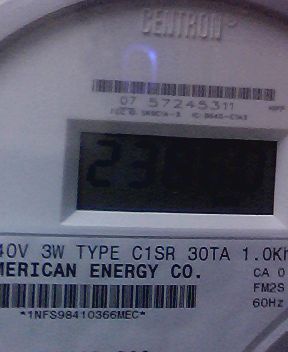 CENTRON
07 57245311
40V 3W TYPE C1SR 30TA 1.0Kh
MERICAN ENERGY CO.
CA 0
FM2S
60Hz
*1NFS98410366MEC*